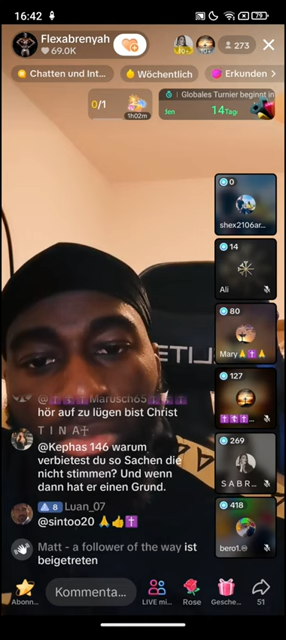 16:42
79
Flexabrenyah
69.0K
273
Chatten und Int...
Wöchentlich
Erkunden >
0/1
1h02m
Globales Turnier beginnt in
14Tag
0
shex2106ar...
14
Ali
80
Mary🙏✝️🙏
127
269
SABR...
418
bero1.♾
ELITE
@✝️✝️✝️Marusch65✝️✝️✝️
hör auf zu lügen bist Christ
T I N A✝
@Kephas 146 warum
verbietest du so Sachen die
nicht stimmen? Und wenn
dann hat er einen Grund.
8 Luan_07
@sintoo20 🙏👍✝️
Matt - a follower of the way ist
beigetreten
Kommenta...
Abonn...
LIVE mi...
Rose
Gesche...
51